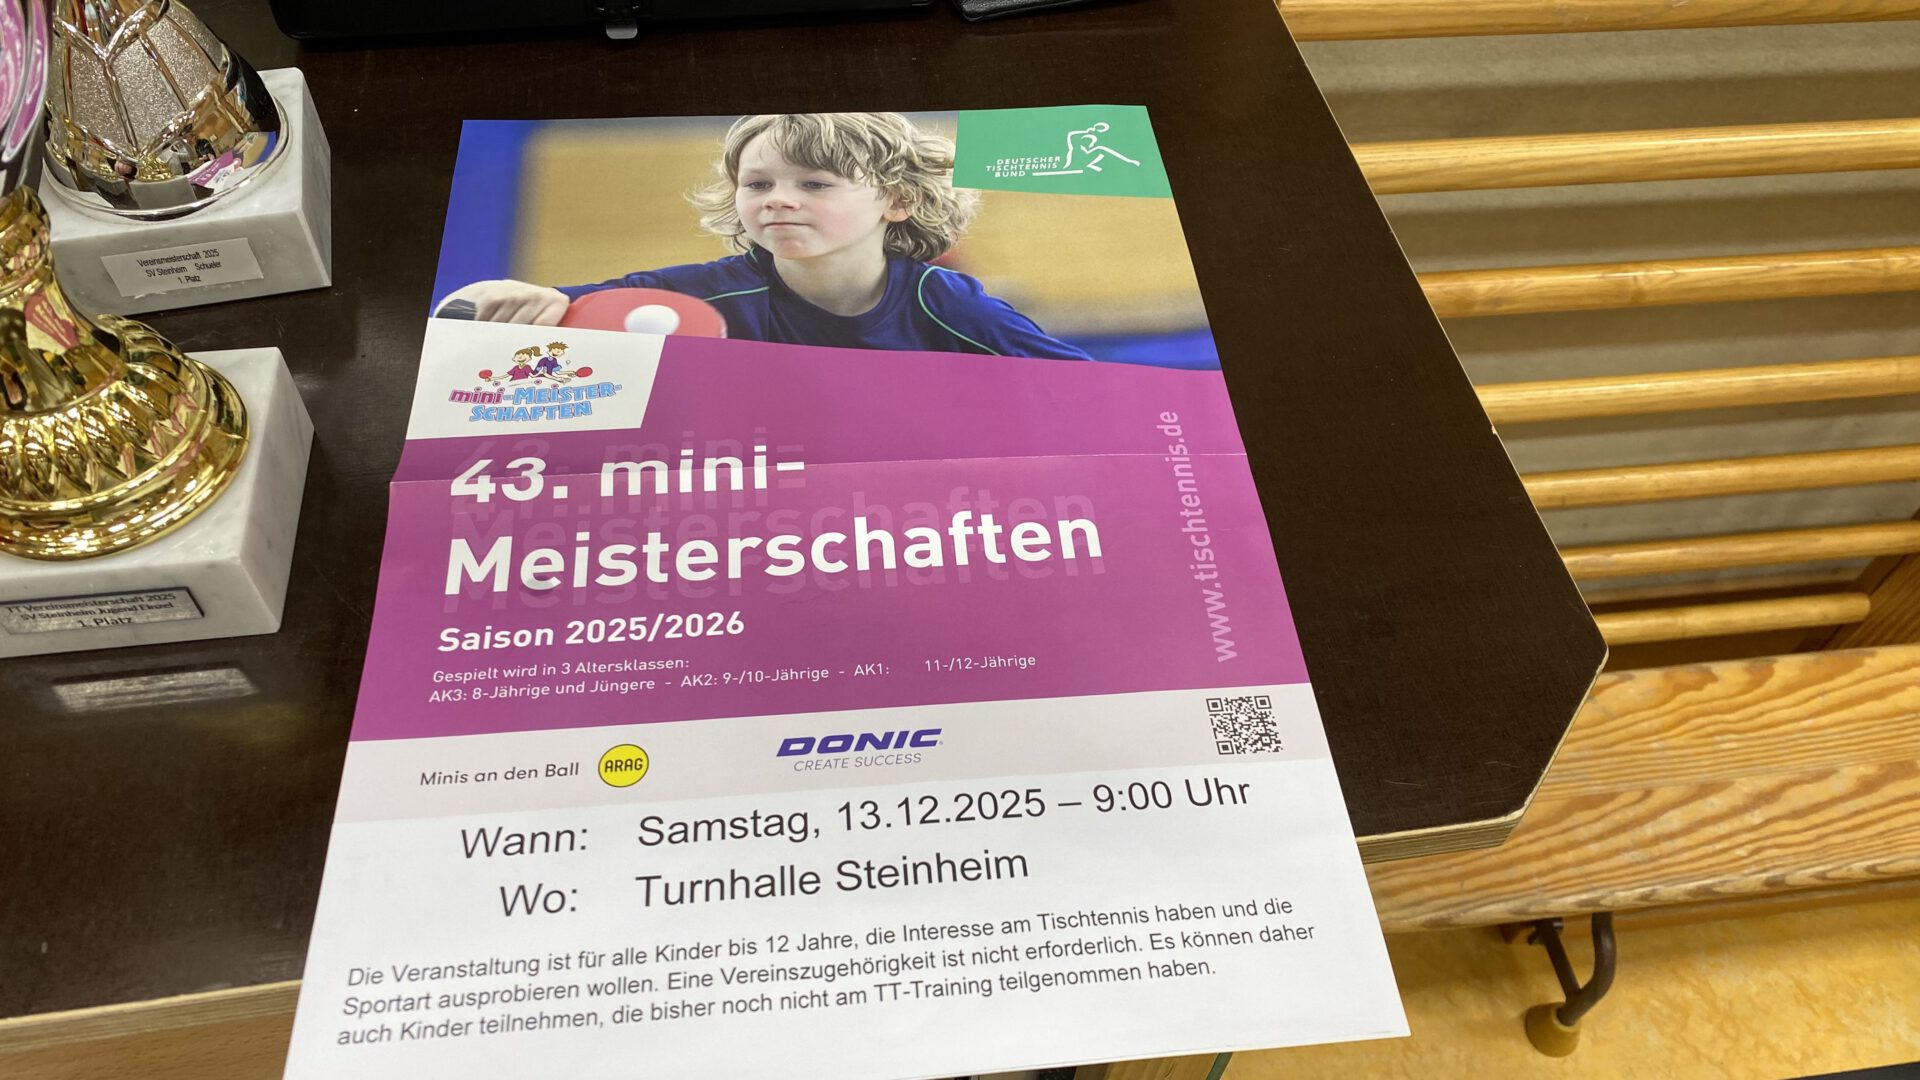 Vereinsmeisterschaft 2025
SV Steinheim Schueler
1. Platz
TT Vereinsmeisterschaft 2025
SV Steinheim Jugend Einzel
1. Platz
DEUTSCHER
TISCHTENNIS
BUND
mini-MEISTER-
SCHAFTEN
43. mini-
Meisterschaften
www.tischtennis.de
Saison 2025/2026
Gespielt wird in 3 Altersklassen:
AK3: 8-Jährige und Jüngere - AK2: 9-/10-Jährige - AK1: 11-/12-Jährige
Minis an den Ball
ARAG
DONIC
CREATE SUCCESS
Wann: Samstag, 13.12.2025 – 9:00 Uhr
Wo: Turnhalle Steinheim
Die Veranstaltung ist für alle Kinder bis 12 Jahre, die Interesse am Tischtennis haben und die
Sportart ausprobieren wollen. Eine Vereinszugehörigkeit ist nicht erforderlich. Es können daher
auch Kinder teilnehmen, die bisher noch nicht am TT-Training teilgenommen haben.